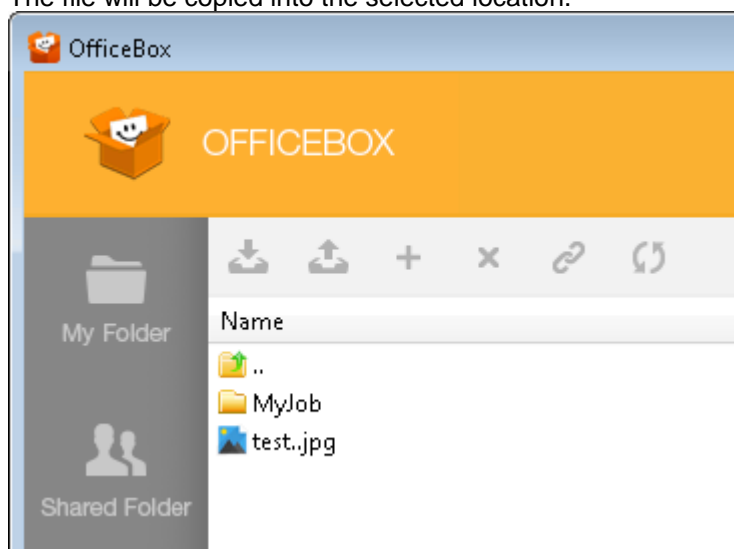 The file will be copied into the selected location.
OfficeBox
OFFICEBOX
My Folder
Shared Folder
Name
..
MyJob
test..jpg